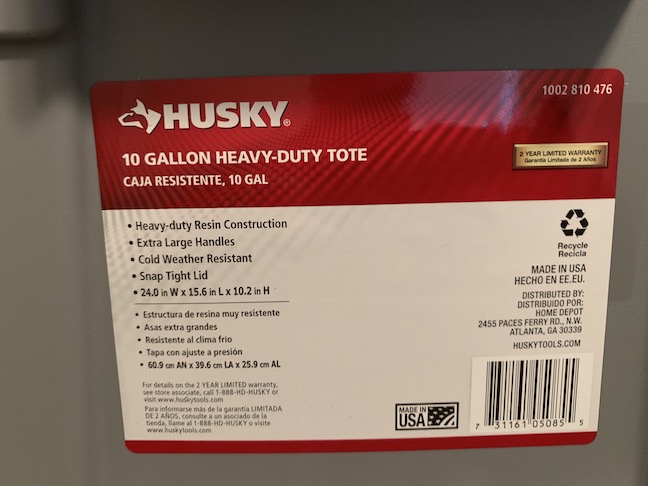 1002 810 476
HUSKY®
10 GALLON HEAVY-DUTY TOTE
CAJA RESISTENTE, 10 GAL
2 YEAR LIMITED WARRANTY
Garantía Limitada de 2 Años
• Heavy-duty Resin Construction
• Extra Large Handles
• Cold Weather Resistant
• Snap Tight Lid
• 24.0 in W x 15.6 in L x 10.2 in H
• Estructura de resina muy resistente
• Asas extra grandes
• Resistente al clima frio
• Tapa con ajuste a presión
• 60.9 cm AN x 39.6 cm LA x 25.9 cm AL
For details on the 2 YEAR LIMITED warranty,
see store associate, call 1-888-HD-HUSKY or
visit www.huskytools.com
Para informarse más de la garantía LIMITADA
DE 2 AÑOS, consulte a un asociado de la
tienda, llame al 1-888-HD-HUSKY o visite
www.huskytools.com
Recycle
Recicla
MADE IN USA
HECHO EN EE.EU.
DISTRIBUTED BY:
DISTRIBUIDO POR:
HOME DEPOT
2455 PACES FERRY RD., N.W.
ATLANTA, GA 30339
HUSKYTOOLS.COM
MADE IN
USA
7 31161 05085 5